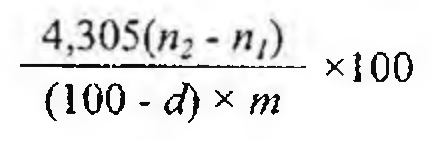 4,305(n₂ - n₁)
(100 - d) × m
×100